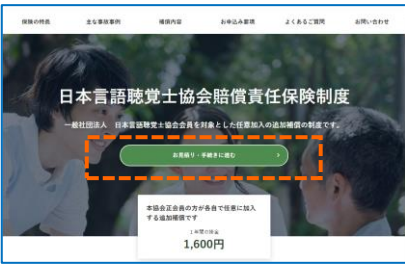 保険の特長 主な事故事例 補償内容 お申込み要項 よくあるご質問 お問い合わせ
日本言語聴覚士協会賠償責任保険制度
一般社団法人 日本言語聴覚士協会会員を対象とした任意加入の追加補償の制度です。
お見積り・手続きに進む
本協会正会員の方が各自で任意に加入
する追加補償です
1年間の掛金
1,600円